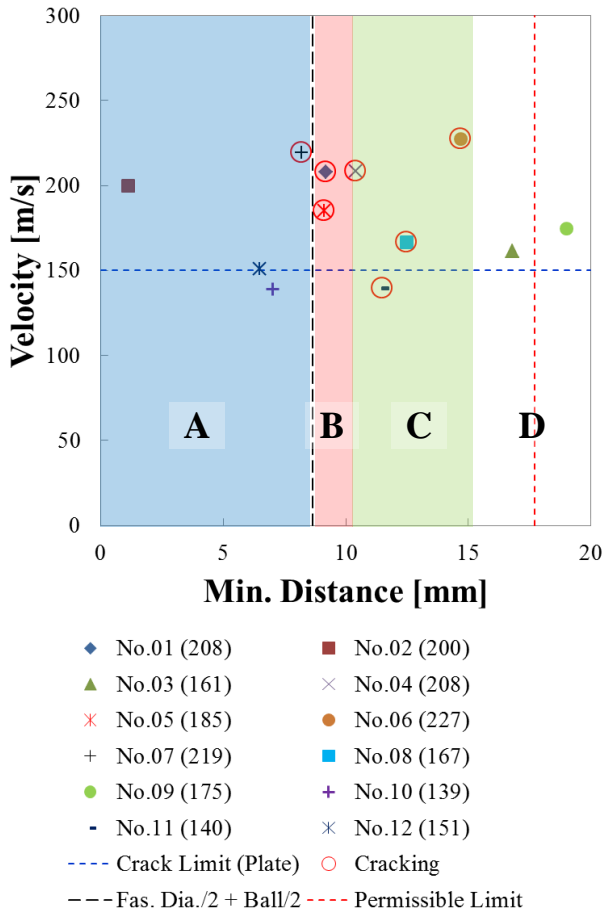 300
250
200
150
100
50
0
Velocity [m/s]
A B C D
0 5 10 15 20
Min. Distance [mm]
No.01 (208) No.02 (200)
No.03 (161) No.04 (208)
No.05 (185) No.06 (227)
No.07 (219) No.08 (167)
No.09 (175) No.10 (139)
No.11 (140) No.12 (151)
Crack Limit (Plate) Cracking
Fas. Dia./2 + Ball/2 Permissible Limit